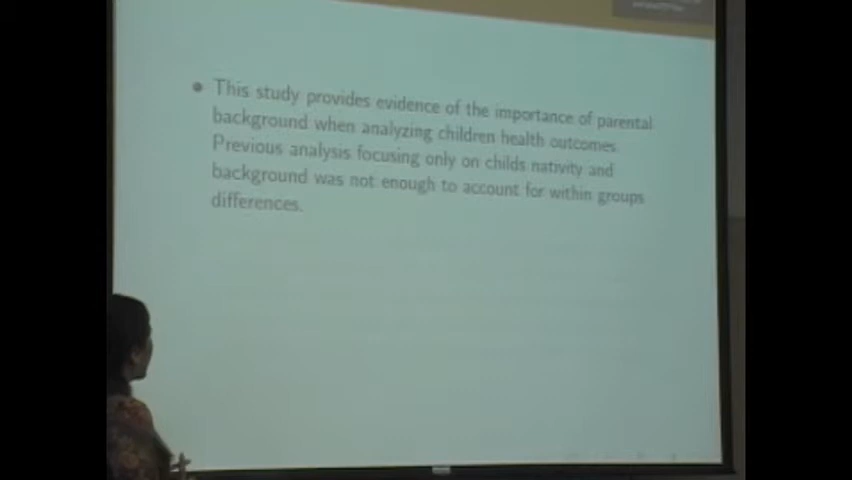 This study provides evidence of the importance of parental
background when analyzing children health outcomes.
Previous analysis focusing only on childs nativity and
background was not enough to account for within groups
differences.